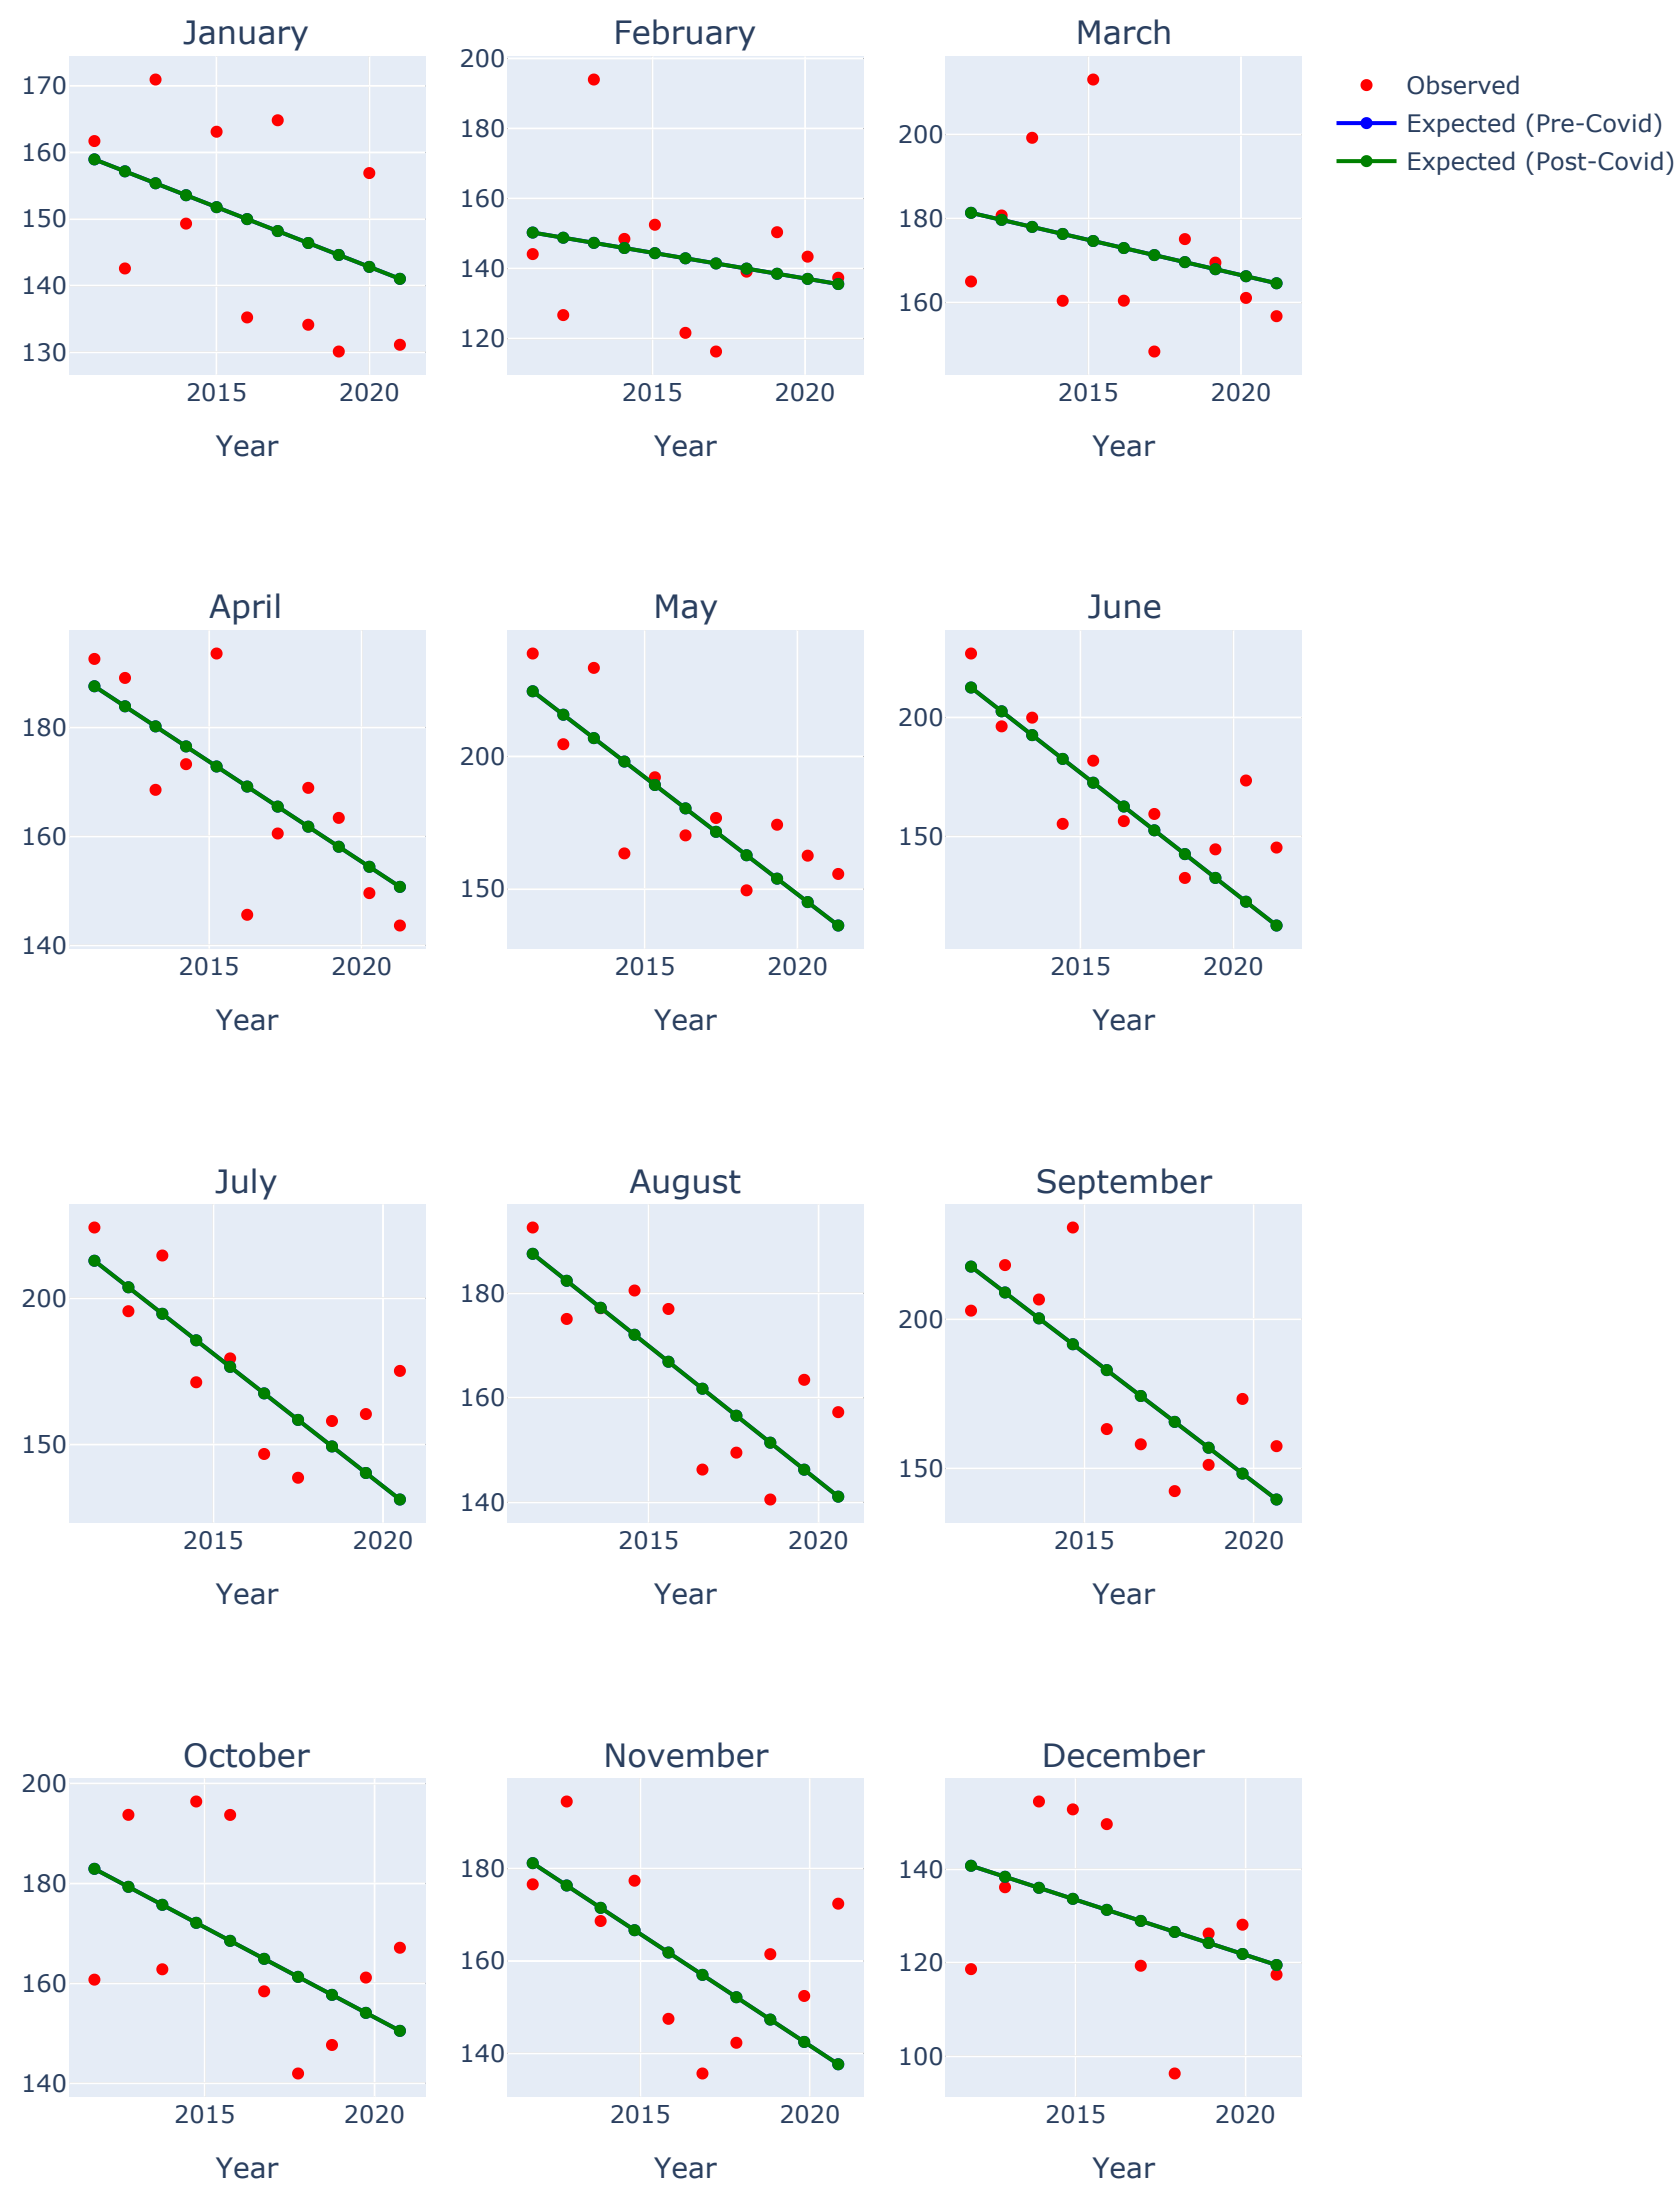 January
February
March
170
160
150
140
130
2015
2020
Year
200
180
160
140
120
2015
2020
Year
200
180
160
2015
2020
Year
Observed
Expected (Pre-Covid)
Expected (Post-Covid)
April
May
June
180
160
140
2015
2020
Year
200
150
2015
2020
Year
200
150
2015
2020
Year
July
August
September
200
150
2015
2020
Year
180
160
140
2015
2020
Year
200
150
2015
2020
Year
October
November
December
200
180
160
140
2015
2020
Year
180
160
140
2015
2020
Year
140
120
100
2015
2020
Year